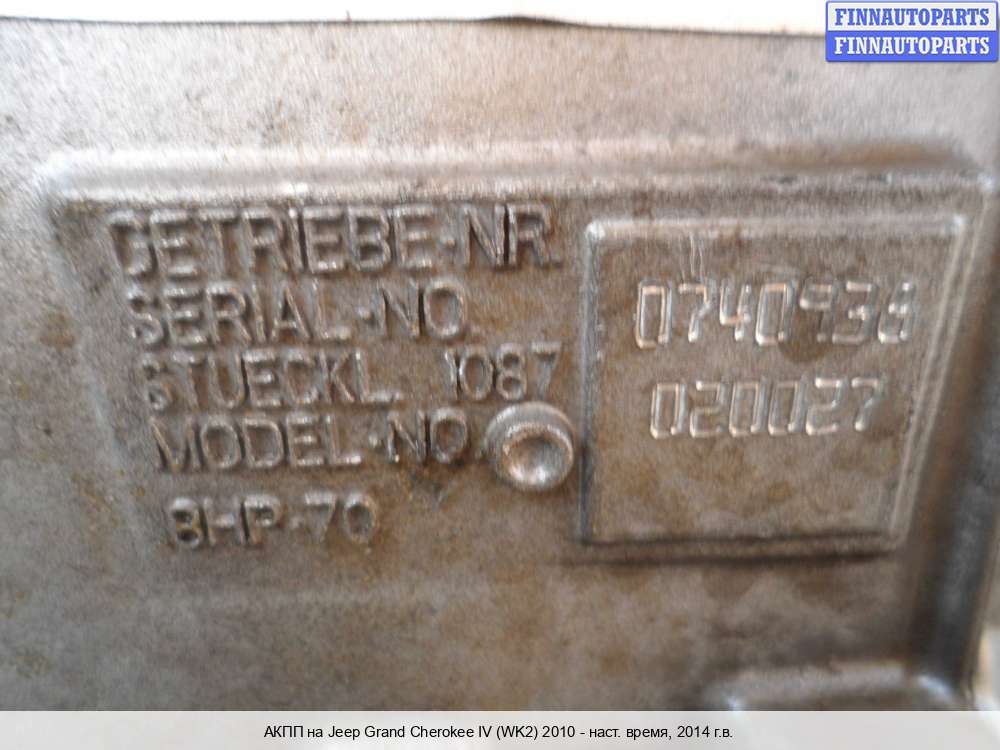 FINNAUTOPARTS
FINNAUTOPARTS
GETRIEBE-NR.
SERIAL-NO.
0740938
STUECKL. 1087
020027
MODEL-NO.
8HP-70
АКПП на Jeep Grand Cherokee IV (WK2) 2010 - наст. время, 2014 г.в.